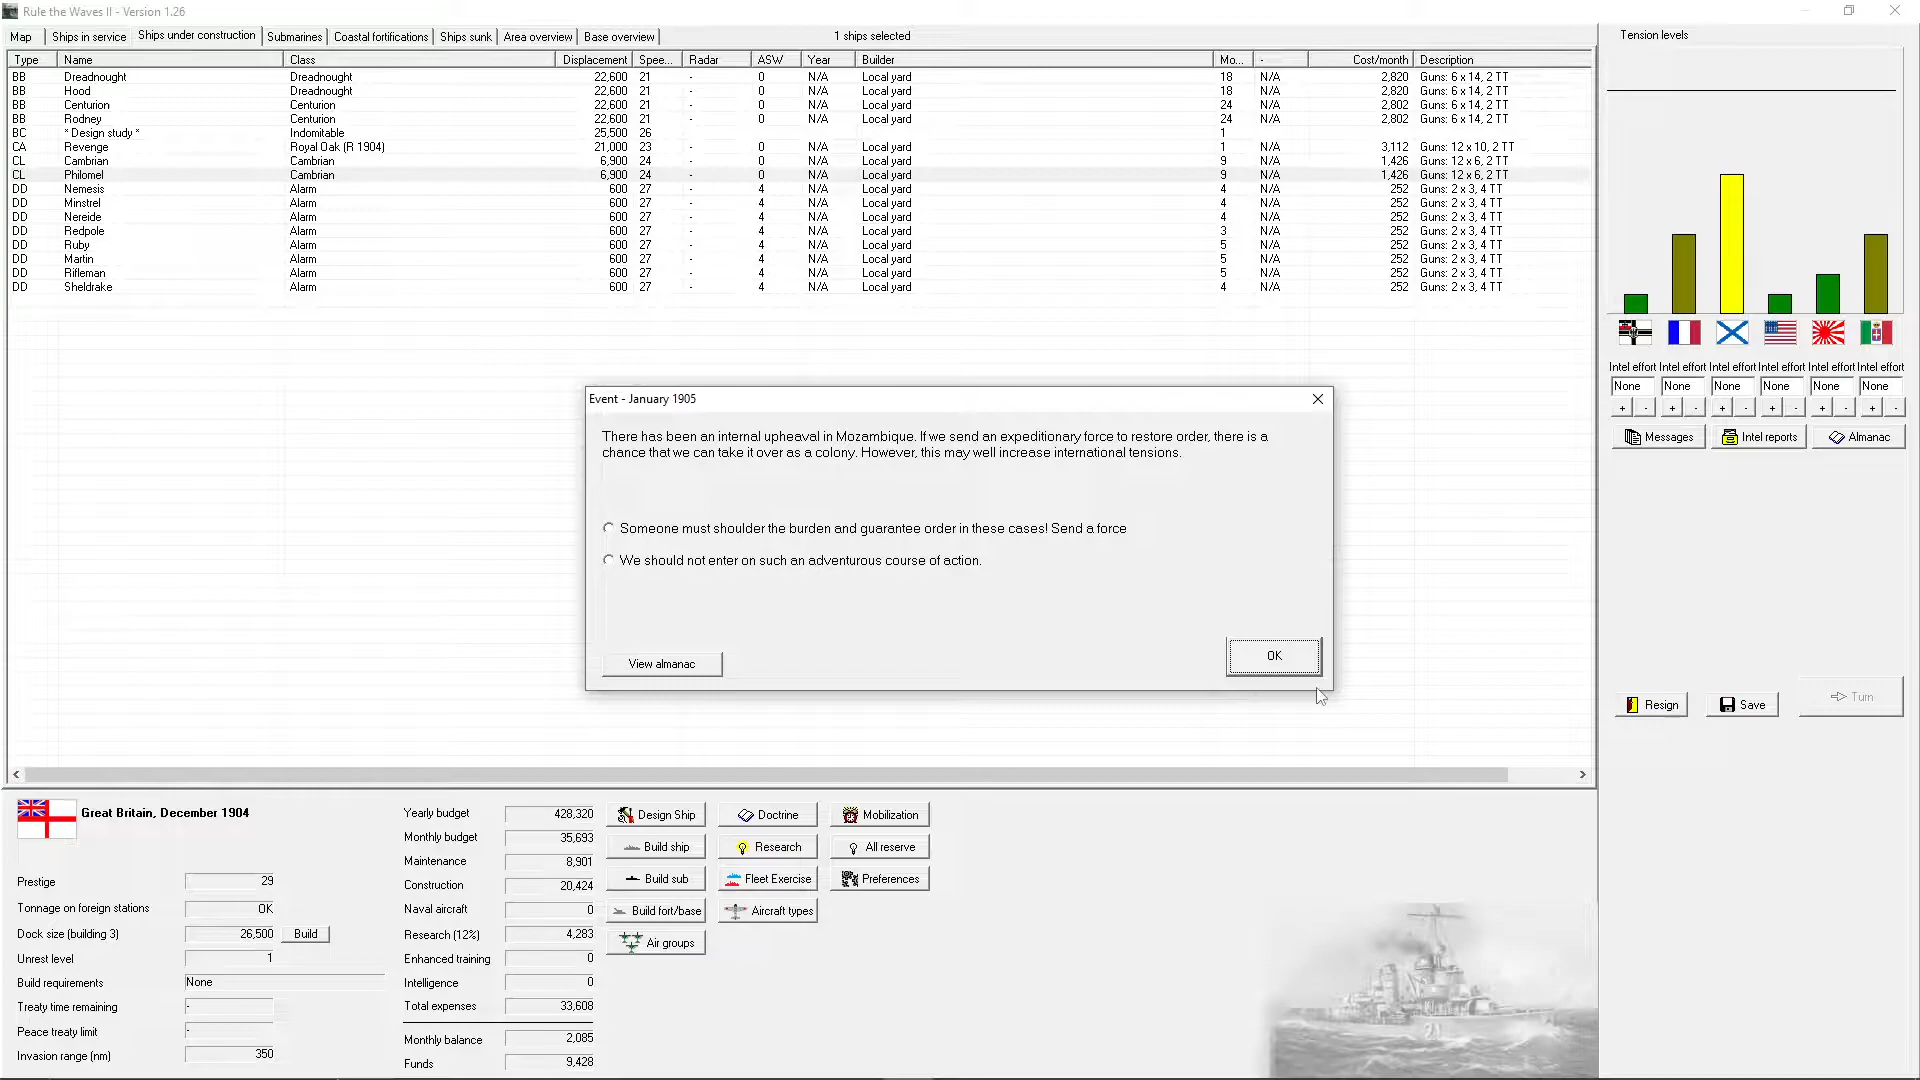 Rule the Waves II - Version 1.26
Map Ships in service Ships under construction Submarines Coastal fortifications Ships sunk Area overview Base overview 1 ships selected
Type Name Class Displacement Spee... Radar ASW Year Builder Mo... - Cost/month Description
BB Dreadnought Dreadnought 22,600 21 - 0 N/A Local yard 18 N/A 2,820 Guns: 6 x 14, 2 TT
BB Hood Dreadnought 22,600 21 - 0 N/A Local yard 18 N/A 2,820 Guns: 6 x 14, 2 TT
BB Centurion Centurion 22,600 21 - 0 N/A Local yard 24 N/A 2,802 Guns: 6 x 14, 2 TT
BB Rodney Centurion 22,600 21 - 0 N/A Local yard 24 N/A 2,802 Guns: 6 x 14, 2 TT
BC * Design study * Indomitable 25,500 26 1
CA Revenge Royal Oak (R 1904) 21,000 23 - 0 N/A Local yard 1 N/A 3,112 Guns: 12 x 10, 2 TT
CL Cambrian Cambrian 6,900 24 - 0 N/A Local yard 9 N/A 1,426 Guns: 12 x 6, 2 TT
CL Philomel Cambrian 6,900 24 - 0 N/A Local yard 9 N/A 1,426 Guns: 12 x 6, 2 TT
DD Nemesis Alarm 600 27 - 4 N/A Local yard 4 N/A 252 Guns: 2 x 3, 4 TT
DD Minstrel Alarm 600 27 - 4 N/A Local yard 4 N/A 252 Guns: 2 x 3, 4 TT
DD Nereide Alarm 600 27 - 4 N/A Local yard 4 N/A 252 Guns: 2 x 3, 4 TT
DD Redpole Alarm 600 27 - 4 N/A Local yard 3 N/A 252 Guns: 2 x 3, 4 TT
DD Ruby Alarm 600 27 - 4 N/A Local yard 5 N/A 252 Guns: 2 x 3, 4 TT
DD Martin Alarm 600 27 - 4 N/A Local yard 5 N/A 252 Guns: 2 x 3, 4 TT
DD Rifleman Alarm 600 27 - 4 N/A Local yard 5 N/A 252 Guns: 2 x 3, 4 TT
DD Sheldrake Alarm 600 27 - 4 N/A Local yard 4 N/A 252 Guns: 2 x 3, 4 TT
Tension levels
Intel effort Intel effort Intel effort Intel effort Intel effort Intel effort
None None None None None None
+ - + - + - + - + - + -
Messages Intel reports Almanac
Resign Save Turn
Event - January 1905
There has been an internal upheaval in Mozambique. If we send an expeditionary force to restore order, there is a
chance that we can take it over as a colony. However, this may well increase international tensions.
Someone must shoulder the burden and guarantee order in these cases! Send a force
We should not enter on such an adventurous course of action.
View almanac
OK
Great Britain, December 1904
Prestige 29
Tonnage on foreign stations OK
Dock size (building 3) 26,500 Build
Unrest level 1
Build requirements None
Treaty time remaining -
Peace treaty limit -
Invasion range (nm) 350
Yearly budget 428,320
Monthly budget 35,693
Maintenance 8,901
Construction 20,424
Naval aircraft 0
Research (12%) 4,283
Enhanced training 0
Intelligence 0
Total expenses 33,608
Monthly balance 2,085
Funds 9,428
Design Ship Doctrine Mobilization
Build ship Research All reserve
Build sub Fleet Exercise Preferences
Build fort/base Aircraft types
Air groups